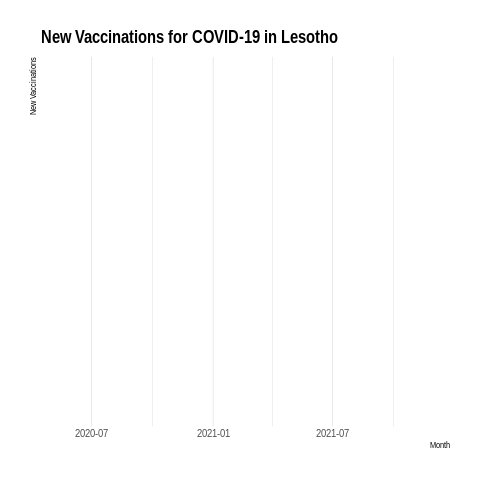 New Vaccinations for COVID-19 in Lesotho
New Vaccinations
2020-07
2021-01
2021-07
Month